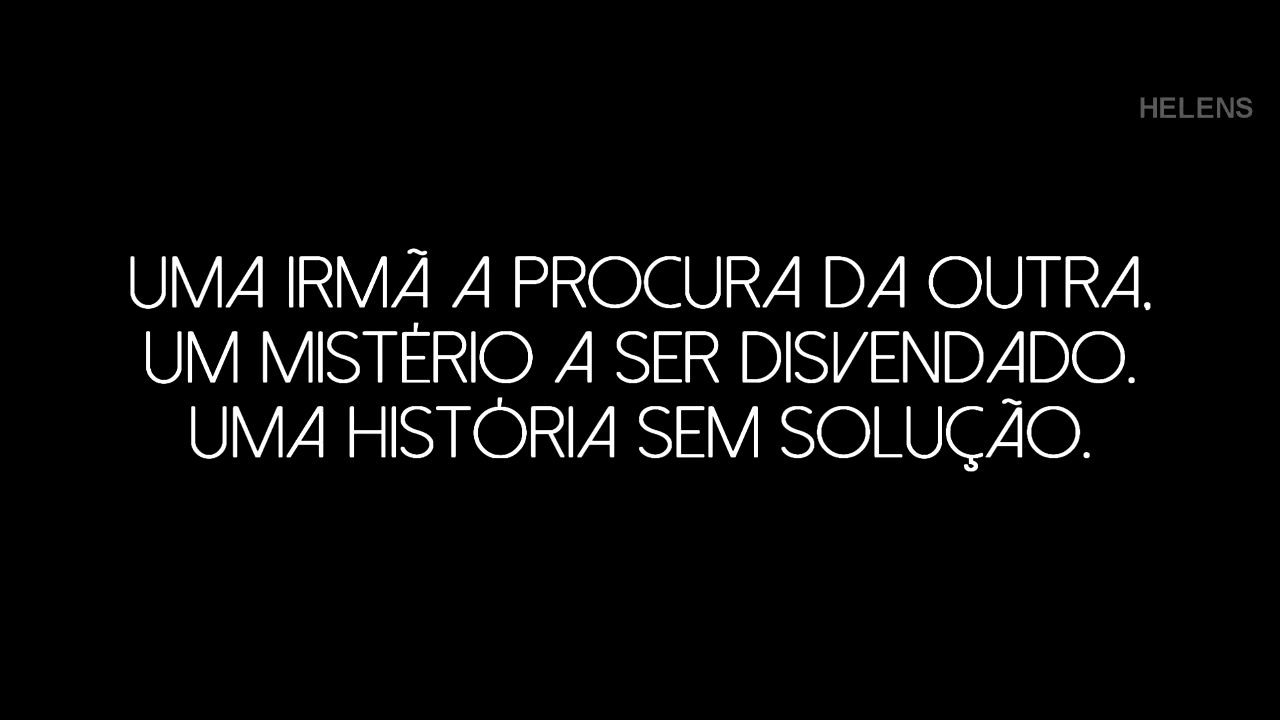 HELENS
UMA IRMÃ A PROCURA DA OUTRA,
UM MISTÉRIO A SER DISVENDADO.
UMA HISTÓRIA SEM SOLUÇÃO.